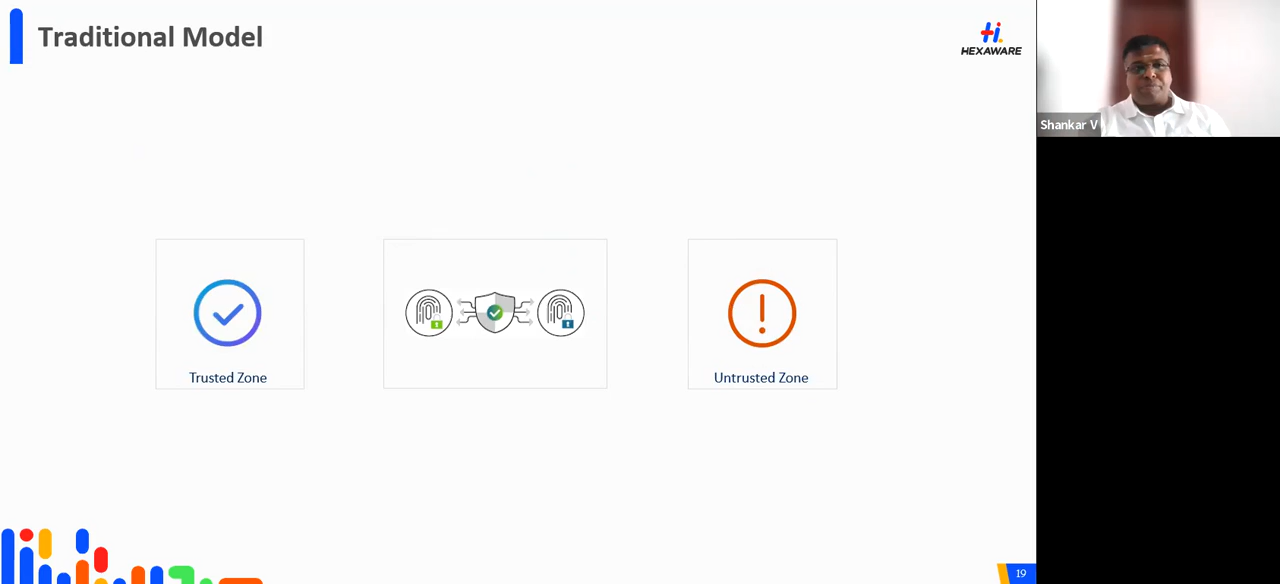 Traditional Model
HEXAWARE
Shankar V
Trusted Zone
Untrusted Zone
19